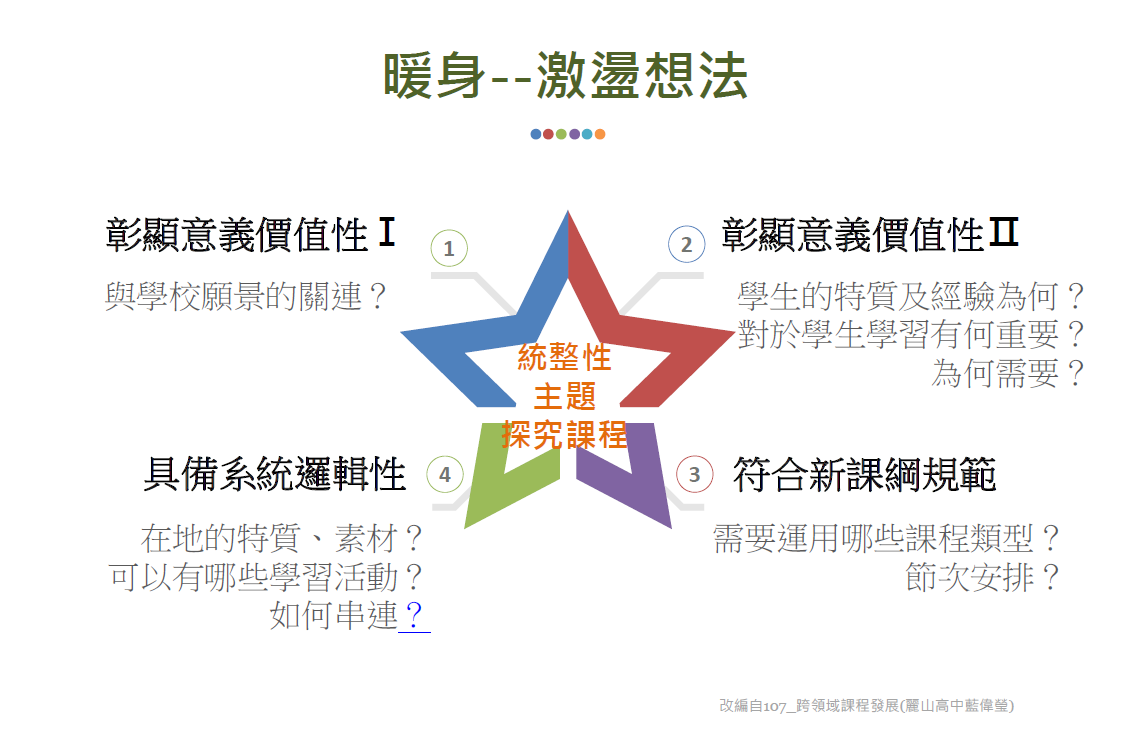 暖身--激盪想法
彰顯意義價值性Ⅰ
1
與學校願景的關連？
2
彰顯意義價值性Ⅱ
學生的特質及經驗為何？
對於學生學習有何重要？
為何需要？
統整性
主題
探究課程
具備系統邏輯性
4
在地的特質、素材？
可以有哪些學習活動？
如何串連？
3
符合新課綱規範
需要運用哪些課程類型？
節次安排？
改編自107_跨領域課程發展(麗山高中藍偉瑩)